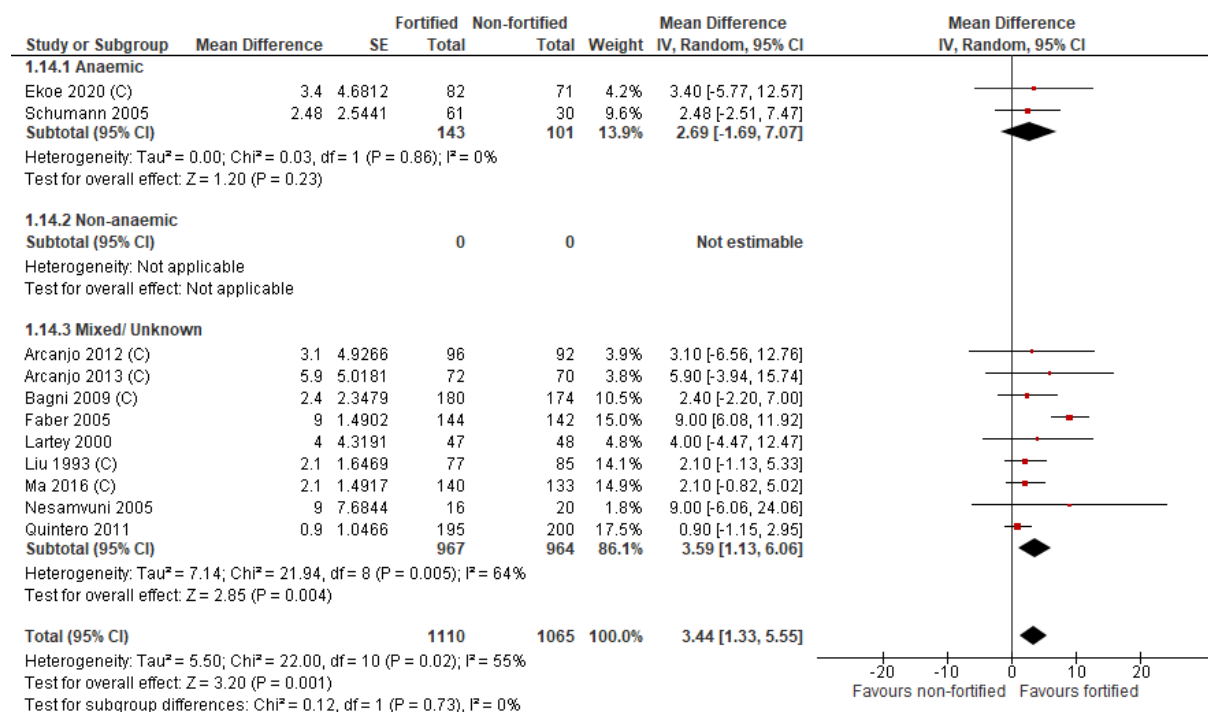 Fortified Non-fortified Mean Difference Mean Difference
Study or Subgroup Mean Difference SE Total Total Weight IV, Random, 95% CI IV, Random, 95% CI
1.14.1 Anaemic
Ekoe 2020 (C) 3.4 4.6812 82 71 4.2% 3.40 [-5.77, 12.57]
Schumann 2005 2.48 2.5441 61 30 9.6% 2.48 [-2.51, 7.47]
Subtotal (95% CI) 143 101 13.9% 2.69 [-1.69, 7.07]
Heterogeneity: Tau² = 0.00; Chi² = 0.03, df = 1 (P = 0.86); I² = 0%
Test for overall effect: Z = 1.20 (P = 0.23)
1.14.2 Non-anaemic
Subtotal (95% CI) 0 0 Not estimable
Heterogeneity: Not applicable
Test for overall effect: Not applicable
1.14.3 Mixed/ Unknown
Arcanjo 2012 (C) 3.1 4.9266 96 92 3.9% 3.10 [-6.56, 12.76]
Arcanjo 2013 (C) 5.9 5.0181 72 70 3.8% 5.90 [-3.94, 15.74]
Bagni 2009 (C) 2.4 2.3479 180 174 10.5% 2.40 [-2.20, 7.00]
Faber 2005 9 1.4902 144 142 15.0% 9.00 [6.08, 11.92]
Lartey 2000 4 4.3191 47 48 4.8% 4.00 [-4.47, 12.47]
Liu 1993 (C) 2.1 1.6469 77 85 14.1% 2.10 [-1.13, 5.33]
Ma 2016 (C) 2.1 1.4917 140 133 14.9% 2.10 [-0.82, 5.02]
Nesamvuni 2005 9 7.6844 16 20 1.8% 9.00 [-6.06, 24.06]
Quintero 2011 0.9 1.0466 195 200 17.5% 0.90 [-1.15, 2.95]
Subtotal (95% CI) 967 964 86.1% 3.59 [1.13, 6.06]
Heterogeneity: Tau² = 7.14; Chi² = 21.94, df = 8 (P = 0.005); I² = 64%
Test for overall effect: Z = 2.85 (P = 0.004)
Total (95% CI) 1110 1065 100.0% 3.44 [1.33, 5.55]
Heterogeneity: Tau² = 5.50; Chi² = 22.00, df = 10 (P = 0.02); I² = 55%
Test for overall effect: Z = 3.20 (P = 0.001)
Test for subgroup differences: Chi² = 0.12, df = 1 (P = 0.73), I² = 0%
-20 -10 0 10 20
Favours non-fortified Favours fortified